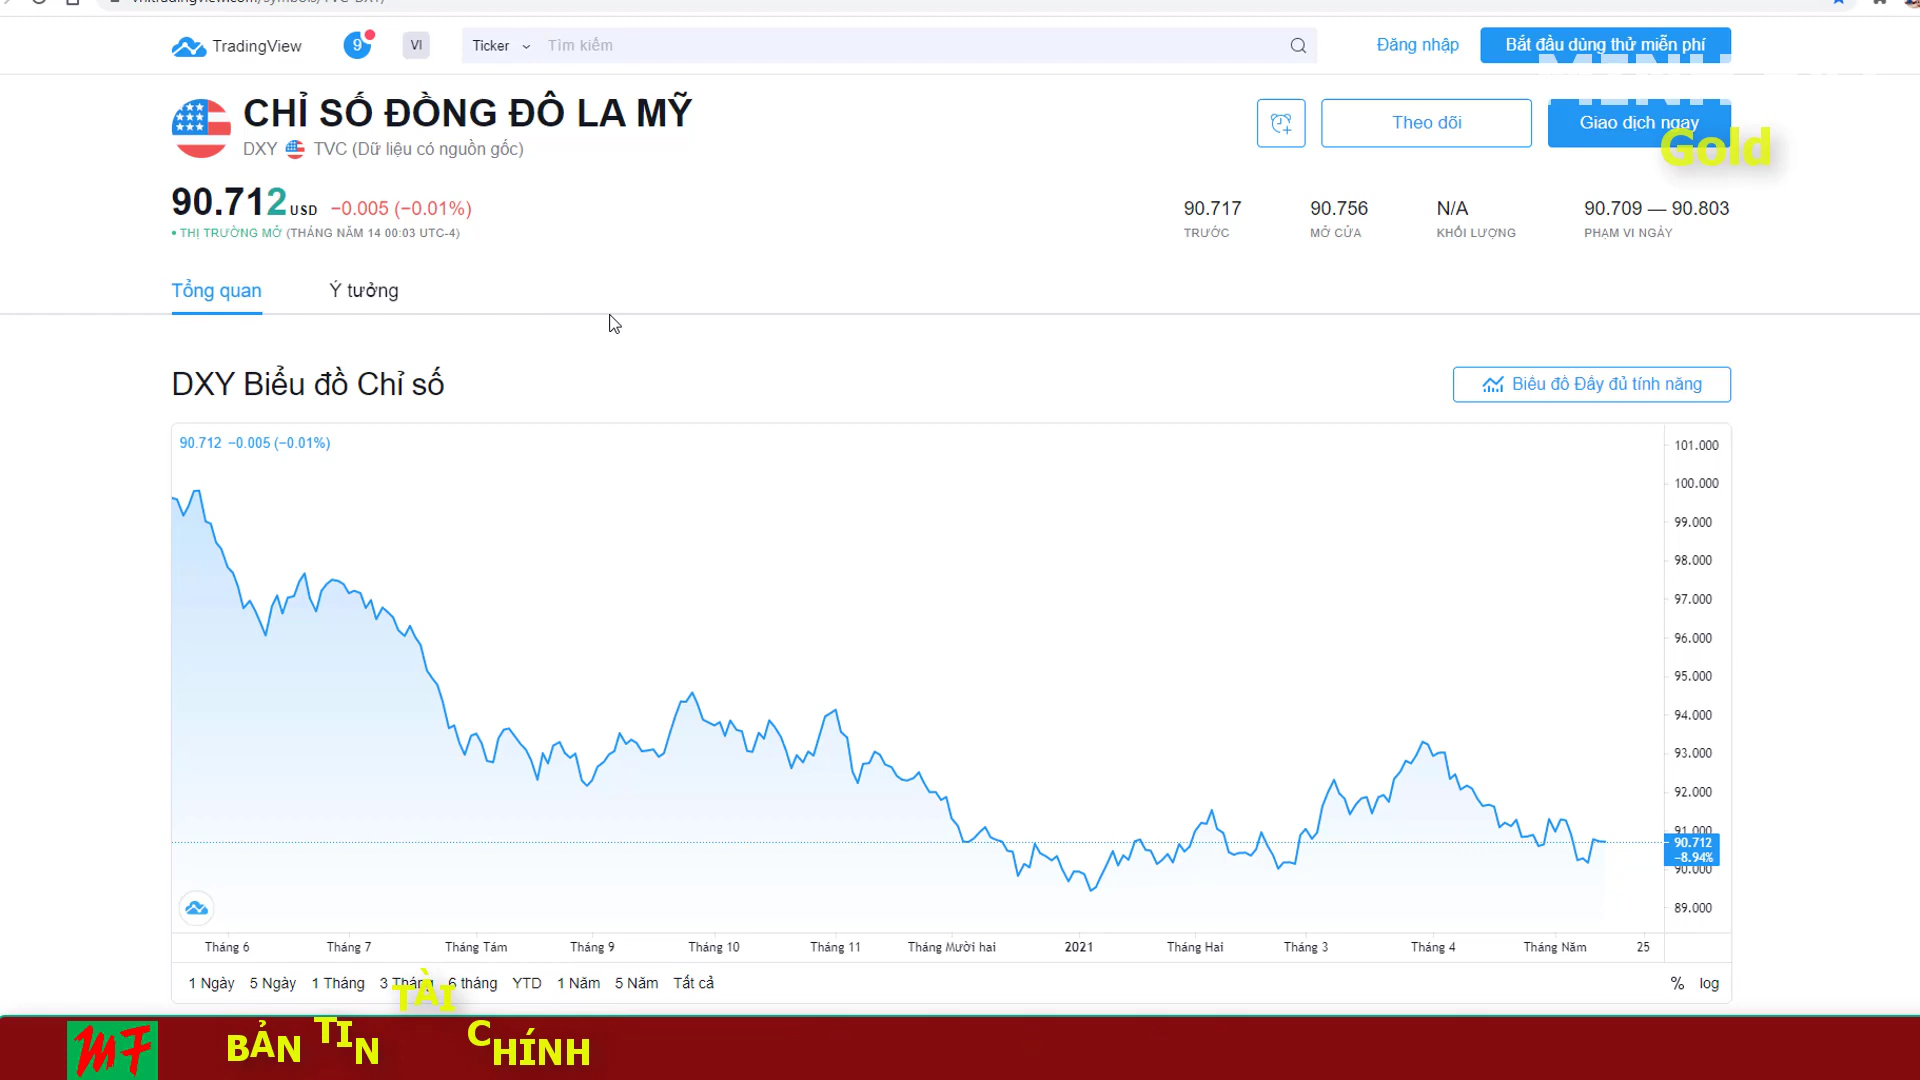 TradingView
9
VI
Ticker
Tìm kiếm
Đăng nhập
Bắt đầu dùng thử miễn phí
CHỈ SỐ ĐỒNG ĐÔ LA MỸ
DXY TVC (Dữ liệu có nguồn gốc)
Theo dõi
Giao dịch ngay
Gold
90.712 USD −0.005 (−0.01%)
THỊ TRƯỜNG MỞ (THÁNG NĂM 14 00:03 UTC-4)
90.717
TRƯỚC
90.756
MỞ CỬA
N/A
KHỐI LƯỢNG
90.709 — 90.803
PHẠM VI NGÀY
Tổng quan
Ý tưởng
DXY Biểu đồ Chỉ số
Biểu đồ Đầy đủ tính năng
90.712 −0.005 (−0.01%)
101.000
100.000
99.000
98.000
97.000
96.000
95.000
94.000
93.000
92.000
91.000
90.712
−8.94%
90.000
89.000
Tháng 6 Tháng 7 Tháng Tám Tháng 9 Tháng 10 Tháng 11 Tháng Mười hai 2021 Tháng Hai Tháng 3 Tháng 4 Tháng Năm 25
1 Ngày 5 Ngày 1 Tháng 3 Tháng 6 tháng YTD 1 Năm 5 Năm Tất cả
% log
MF
BẢN TIN TÀI CHÍNH